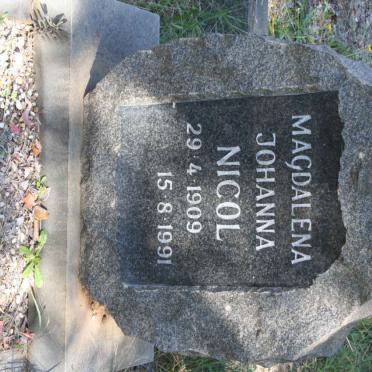 MAGDALENA
JOHANNA
NICOL
29·4·1909
15·8·1991